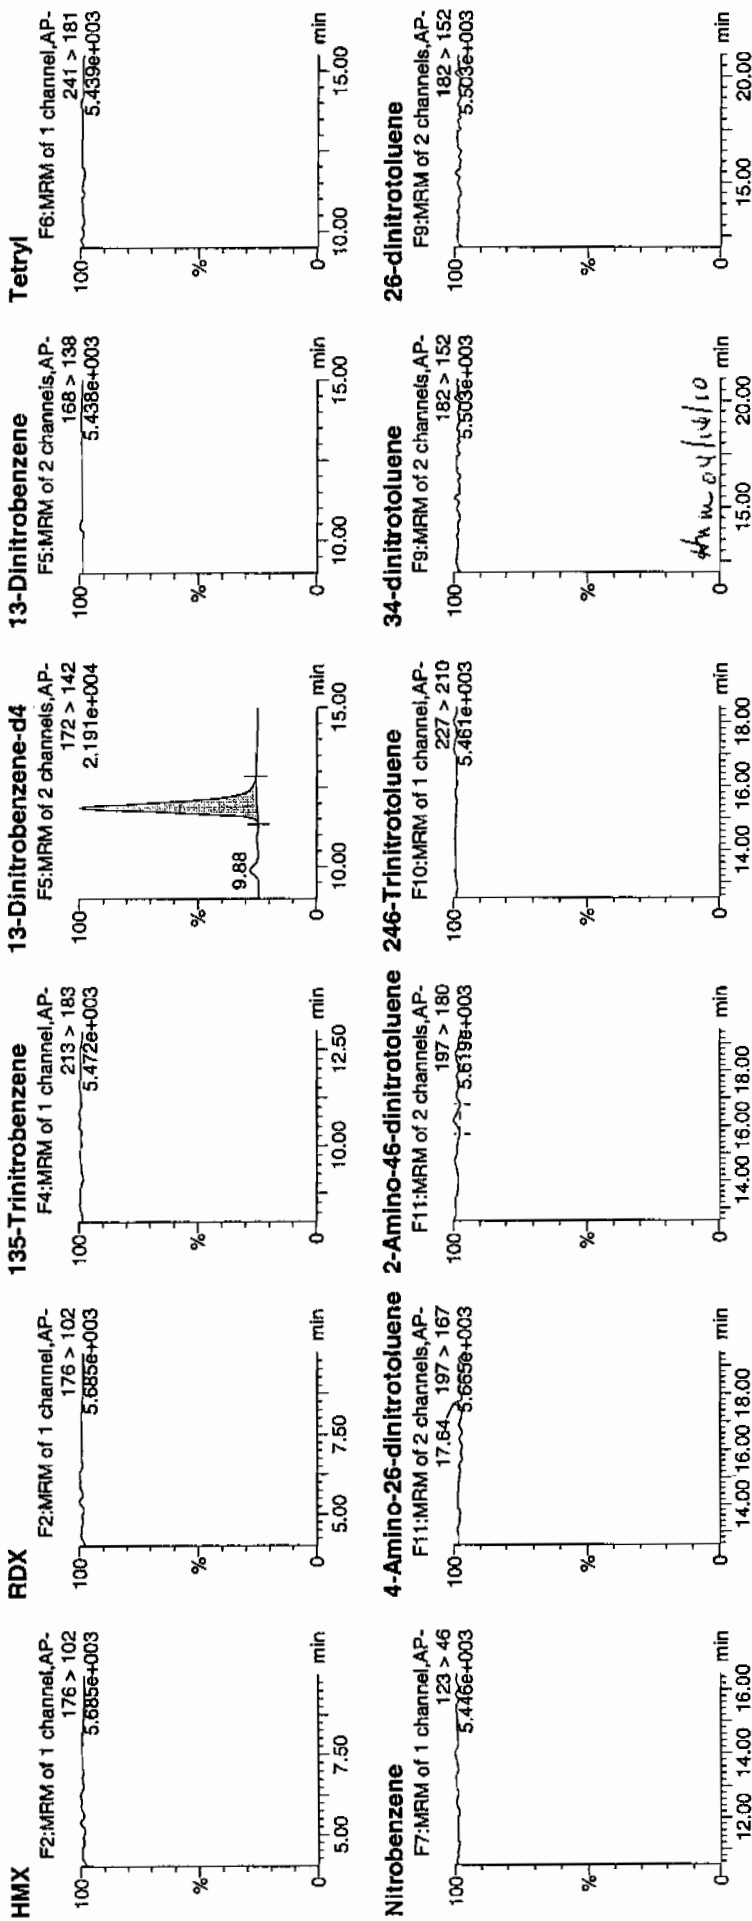 HMX
F2:MRM of 1 channel,AP-
176 > 102
5.685e+003
100
%
0
5.00
7.50
min
RDX
F2:MRM of 1 channel,AP-
176 > 102
5.685e+003
100
%
0
5.00
7.50
min
135-Trinitrobenzene
F4:MRM of 1 channel,AP-
213 > 183
5.472e+003
100
%
0
10.00
12.50
min
13-Dinitrobenzene-d4
F5:MRM of 2 channels,AP-
172 > 142
2.191e+004
100
%
9.88
0
10.00
15.00
min
13-Dinitrobenzene
F5:MRM of 2 channels,AP-
168 > 138
5.438e+003
100
%
0
10.00
15.00
min
Tetryl
F6:MRM of 1 channel,AP-
241 > 181
5.439e+003
100
%
0
10.00
15.00
min
Nitrobenzene
F7:MRM of 1 channel,AP-
123 > 46
5.446e+003
100
%
0
12.00
14.00
16.00
min
4-Amino-26-dinitrotoluene
F11:MRM of 2 channels,AP-
17.64
197 > 167
5.665e+003
100
%
0
14.00
16.00
18.00
min
2-Amino-46-dinitrotoluene
F11:MRM of 2 channels,AP-
197 > 180
5.619e+003
100
%
0
14.00
16.00
18.00
min
246-Trinitrotoluene
F10:MRM of 1 channel,AP-
227 > 210
5.461e+003
100
%
0
14.00
16.00
18.00
min
34-dinitrotoluene
F9:MRM of 2 channels,AP-
182 > 152
5.503e+003
100
%
0
15.00
20.00
min
04/14/10
26-dinitrotoluene
F9:MRM of 2 channels,AP-
182 > 152
5.503e+003
100
%
0
15.00
20.00
min